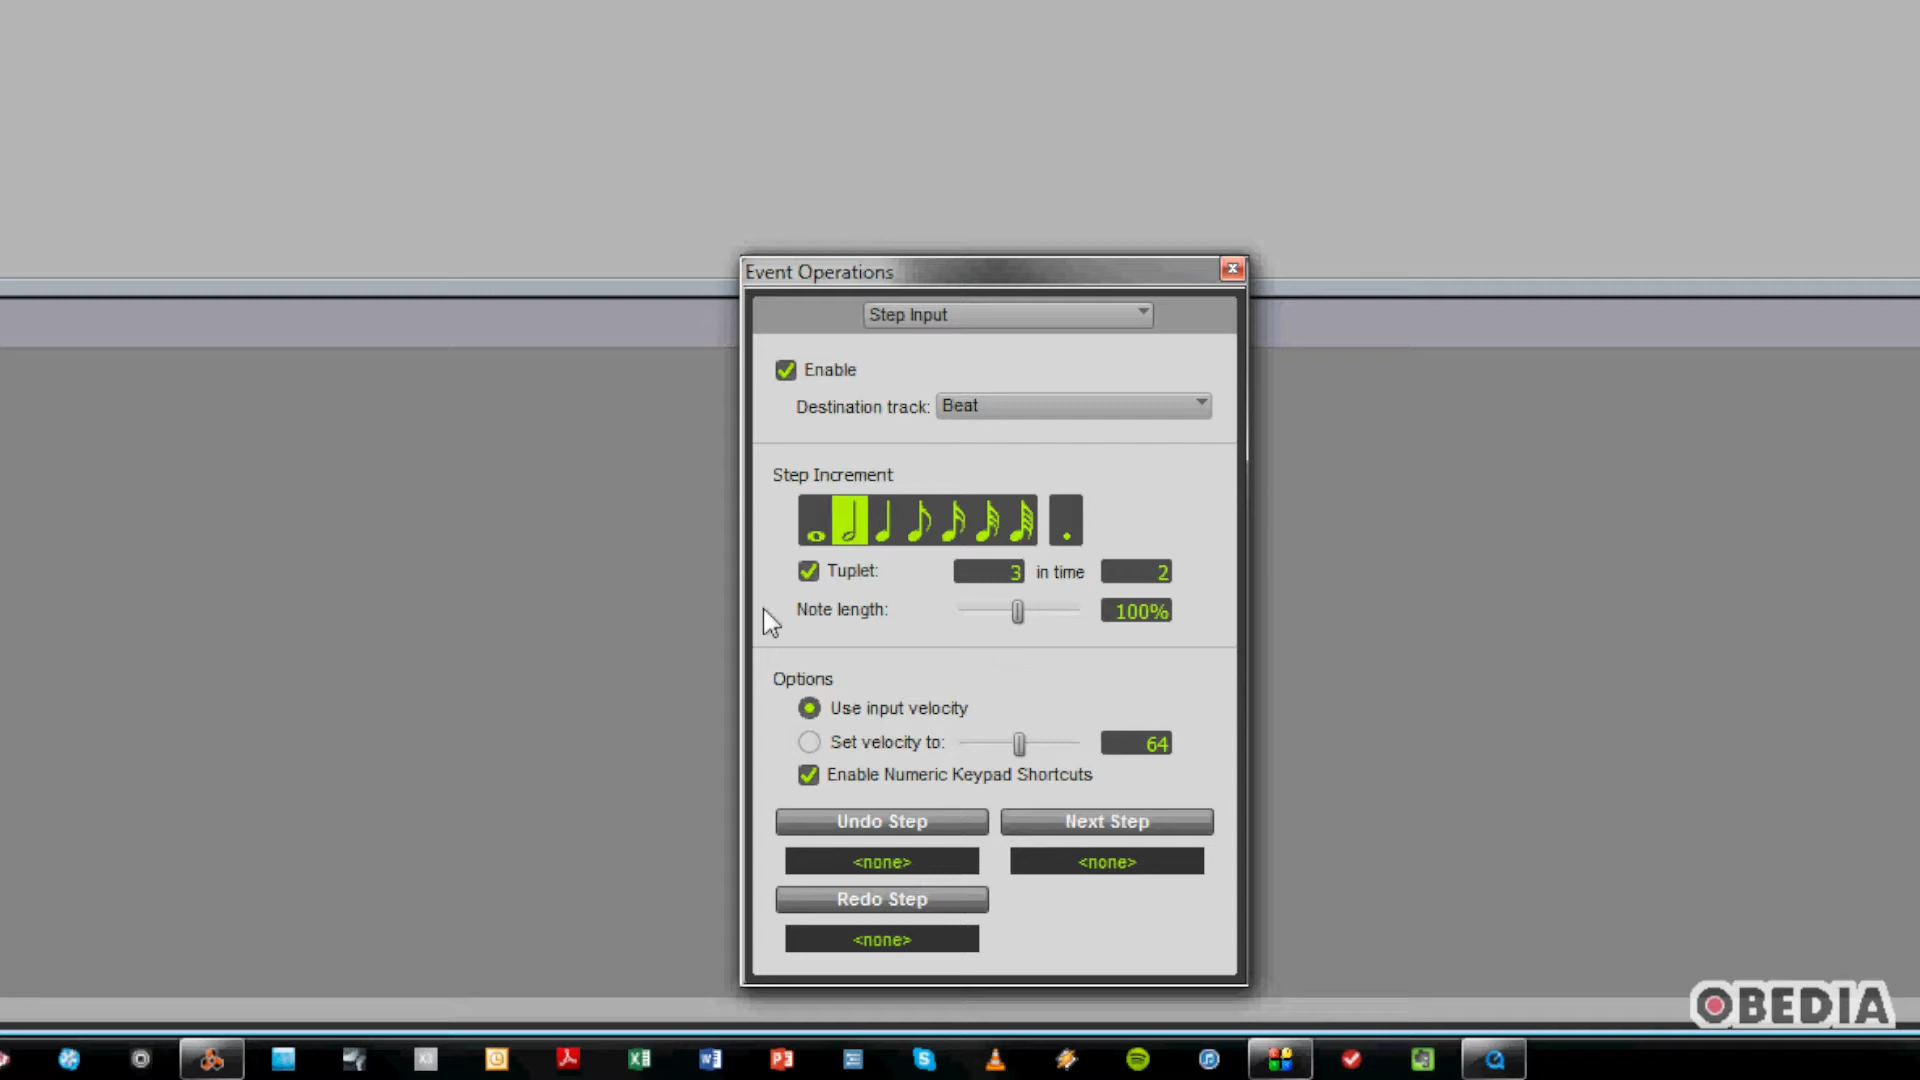 Event Operations
Step Input
Enable
Destination track: Beat
Step Increment
Tuplet: 3 in time 2
Note length: 100%
Options
Use input velocity
Set velocity to: 64
Enable Numeric Keypad Shortcuts
Undo Step Next Step
<none> <none>
Redo Step
<none>
OBEDIA